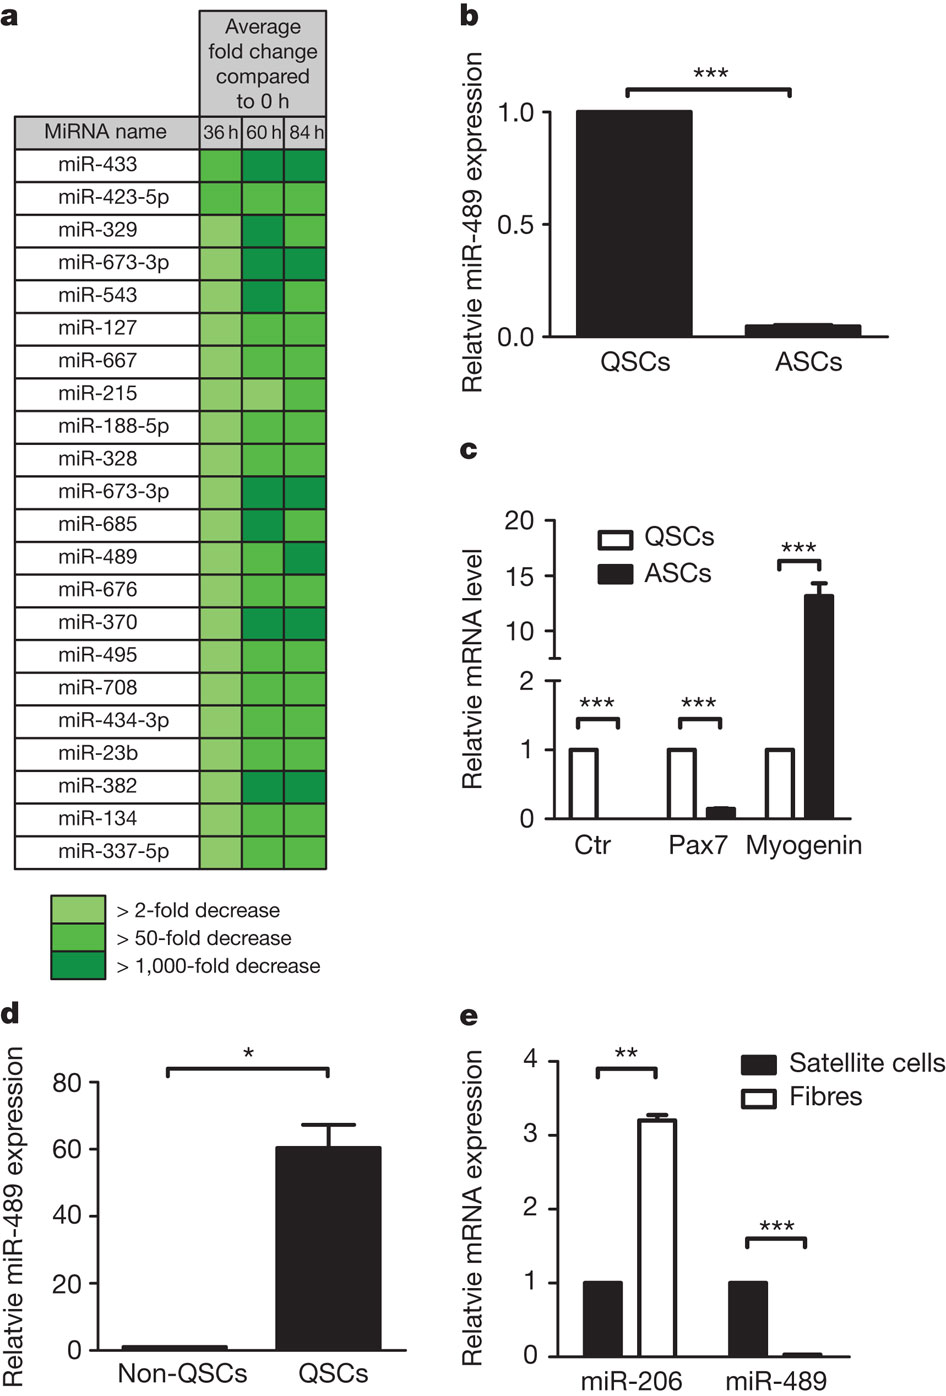 a
Average
fold change
compared
to 0 h
MiRNA name 36 h 60 h 84 h
miR-433
miR-423-5p
miR-329
miR-673-3p
miR-543
miR-127
miR-667
miR-215
miR-188-5p
miR-328
miR-673-3p
miR-685
miR-489
miR-676
miR-370
miR-495
miR-708
miR-434-3p
miR-23b
miR-382
miR-134
miR-337-5p
> 2-fold decrease
> 50-fold decrease
> 1,000-fold decrease
b
Relatvie miR-489 expression
***
1.0
0.5
0.0
QSCs ASCs
c
Relatvie mRNA level
20
15
10
2
1
0
QSCs
ASCs
*** *** ***
Ctr Pax7 Myogenin
d
Relatvie miR-489 expression
*
80
60
40
20
0
Non-QSCs QSCs
e
Relatvie mRNA expression
4
3
2
1
0
Satellite cells
Fibres
** ***
miR-206 miR-489